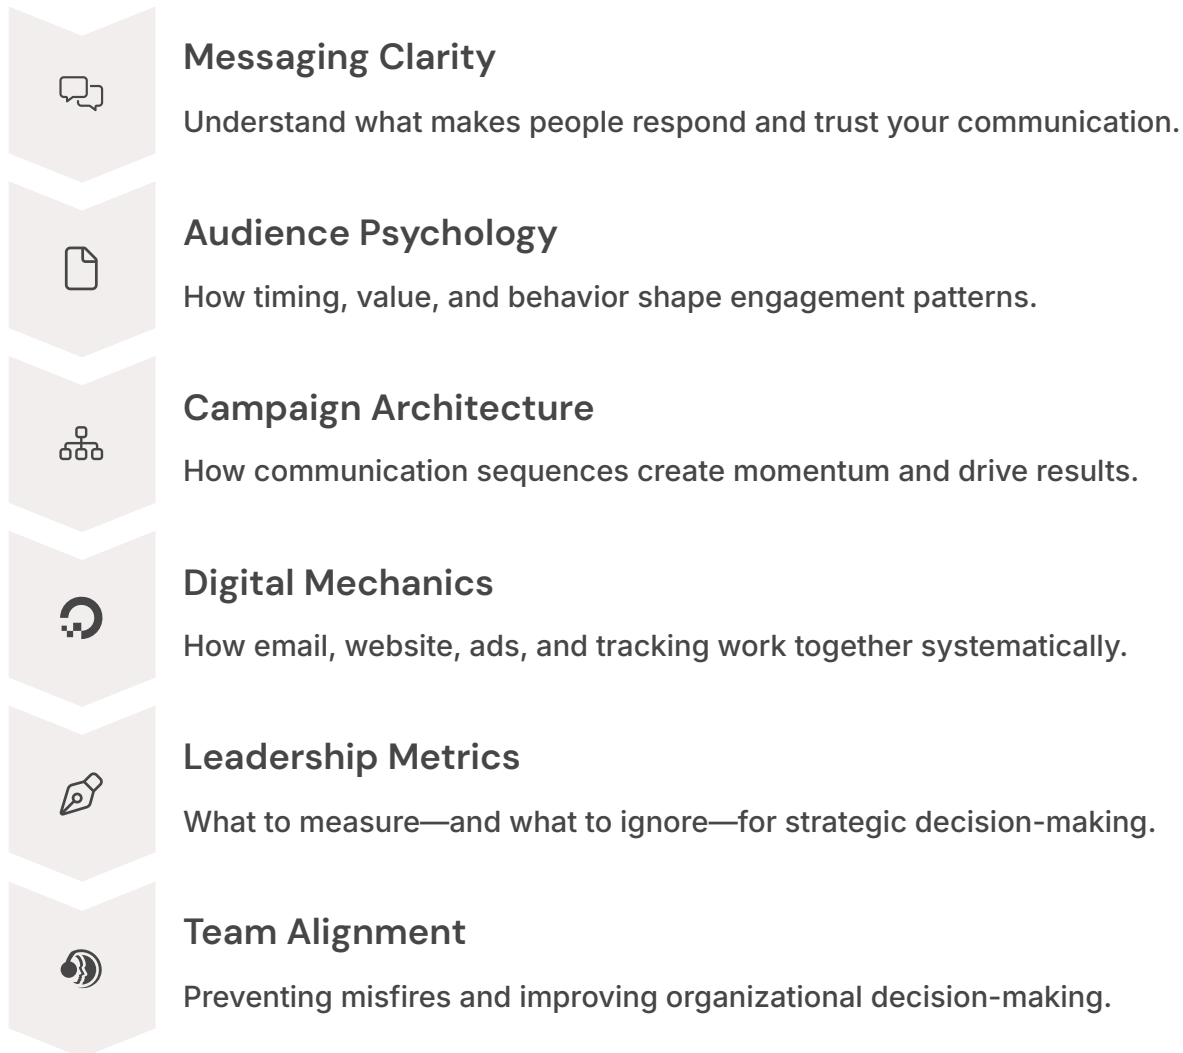 Messaging Clarity
Understand what makes people respond and trust your communication.
Audience Psychology
How timing, value, and behavior shape engagement patterns.
Campaign Architecture
How communication sequences create momentum and drive results.
Digital Mechanics
How email, website, ads, and tracking work together systematically.
Leadership Metrics
What to measure—and what to ignore—for strategic decision-making.
Team Alignment
Preventing misfires and improving organizational decision-making.